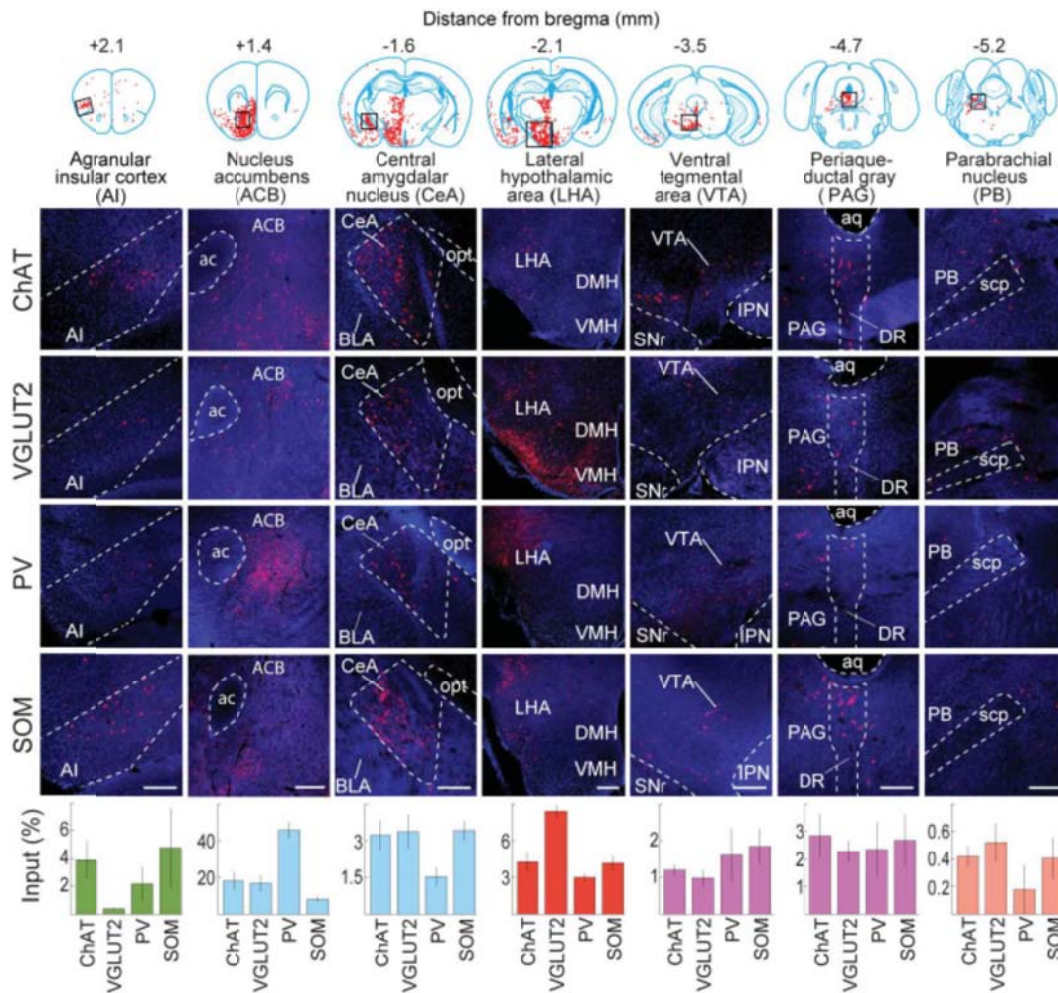 Distance from bregma (mm)
+2.1 +1.4 -1.6 -2.1 -3.5 -4.7 -5.2
Agranular insular cortex (AI)
Nucleus accumbens (ACB)
Central amygdalar nucleus (CeA)
Lateral hypothalamic area (LHA)
Ventral tegmental area (VTA)
Periaque-ductal gray (PAG)
Parabrachial nucleus (PB)
ChAT
AI
ac ACB
CeA opt BLA
LHA DMH VMH
VTA SNr IPN
aq PAG DR
PB scp
VGLUT2
AI
ACB ac
CeA opt BLA
LHA DMH VMH
VTA SNr IPN
aq PAG DR
PB scp
PV
AI
ACB ac
CeA opt BLA
LHA DMH VMH
VTA SNr IPN
aq PAG DR
PB scp
SOM
AI
ACB ac
CeA opt BLA
LHA DMH VMH
VTA SNr IPN
aq PAG DR
PB scp
Input (%)
6 4 2
40 20
3 1.5
6 3
2 1
3 2 1
0.6 0.4 0.2
ChAT VGLUT2 PV SOM
ChAT VGLUT2 PV SOM
ChAT VGLUT2 PV SOM
ChAT VGLUT2 PV SOM
ChAT VGLUT2 PV SOM
ChAT VGLUT2 PV SOM
ChAT VGLUT2 PV SOM